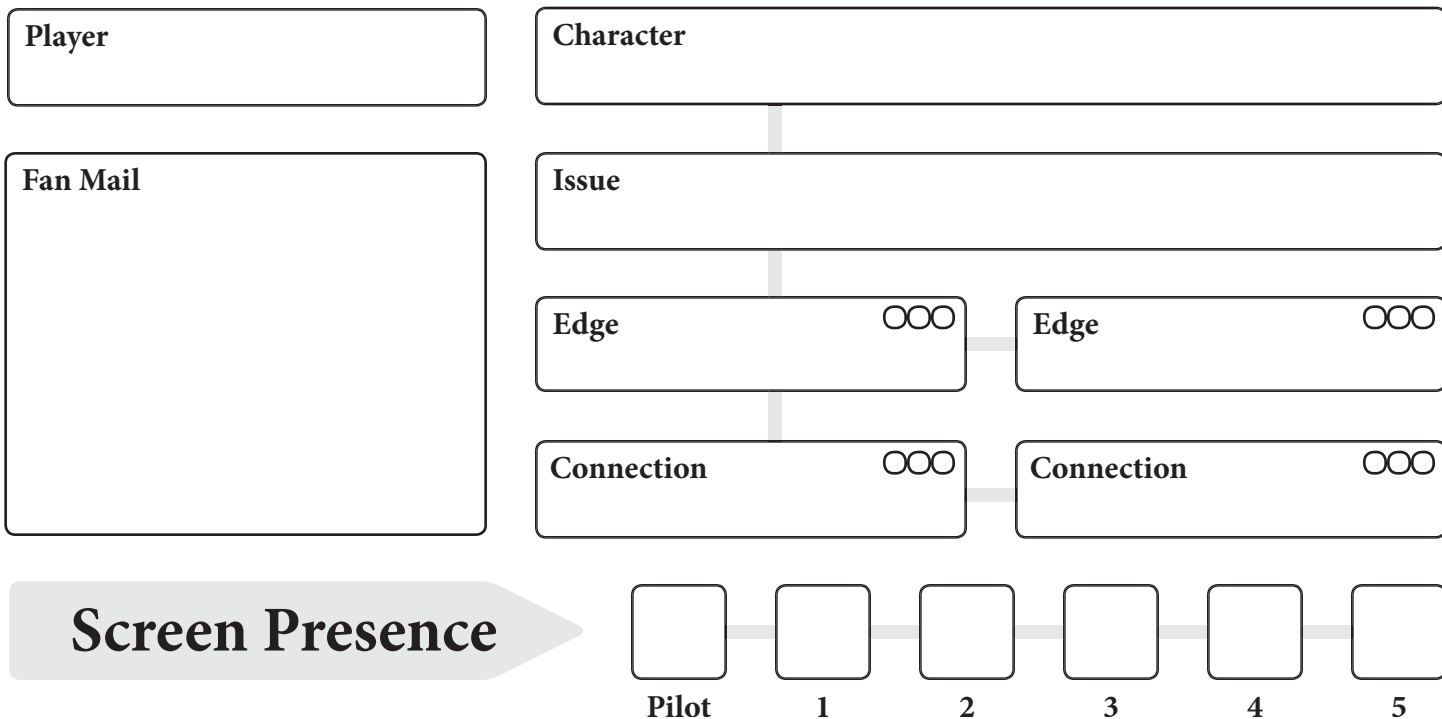 Player
Character
Fan Mail
Issue
Edge
Edge
Connection
Connection
Screen Presence
Pilot 1 2 3 4 5